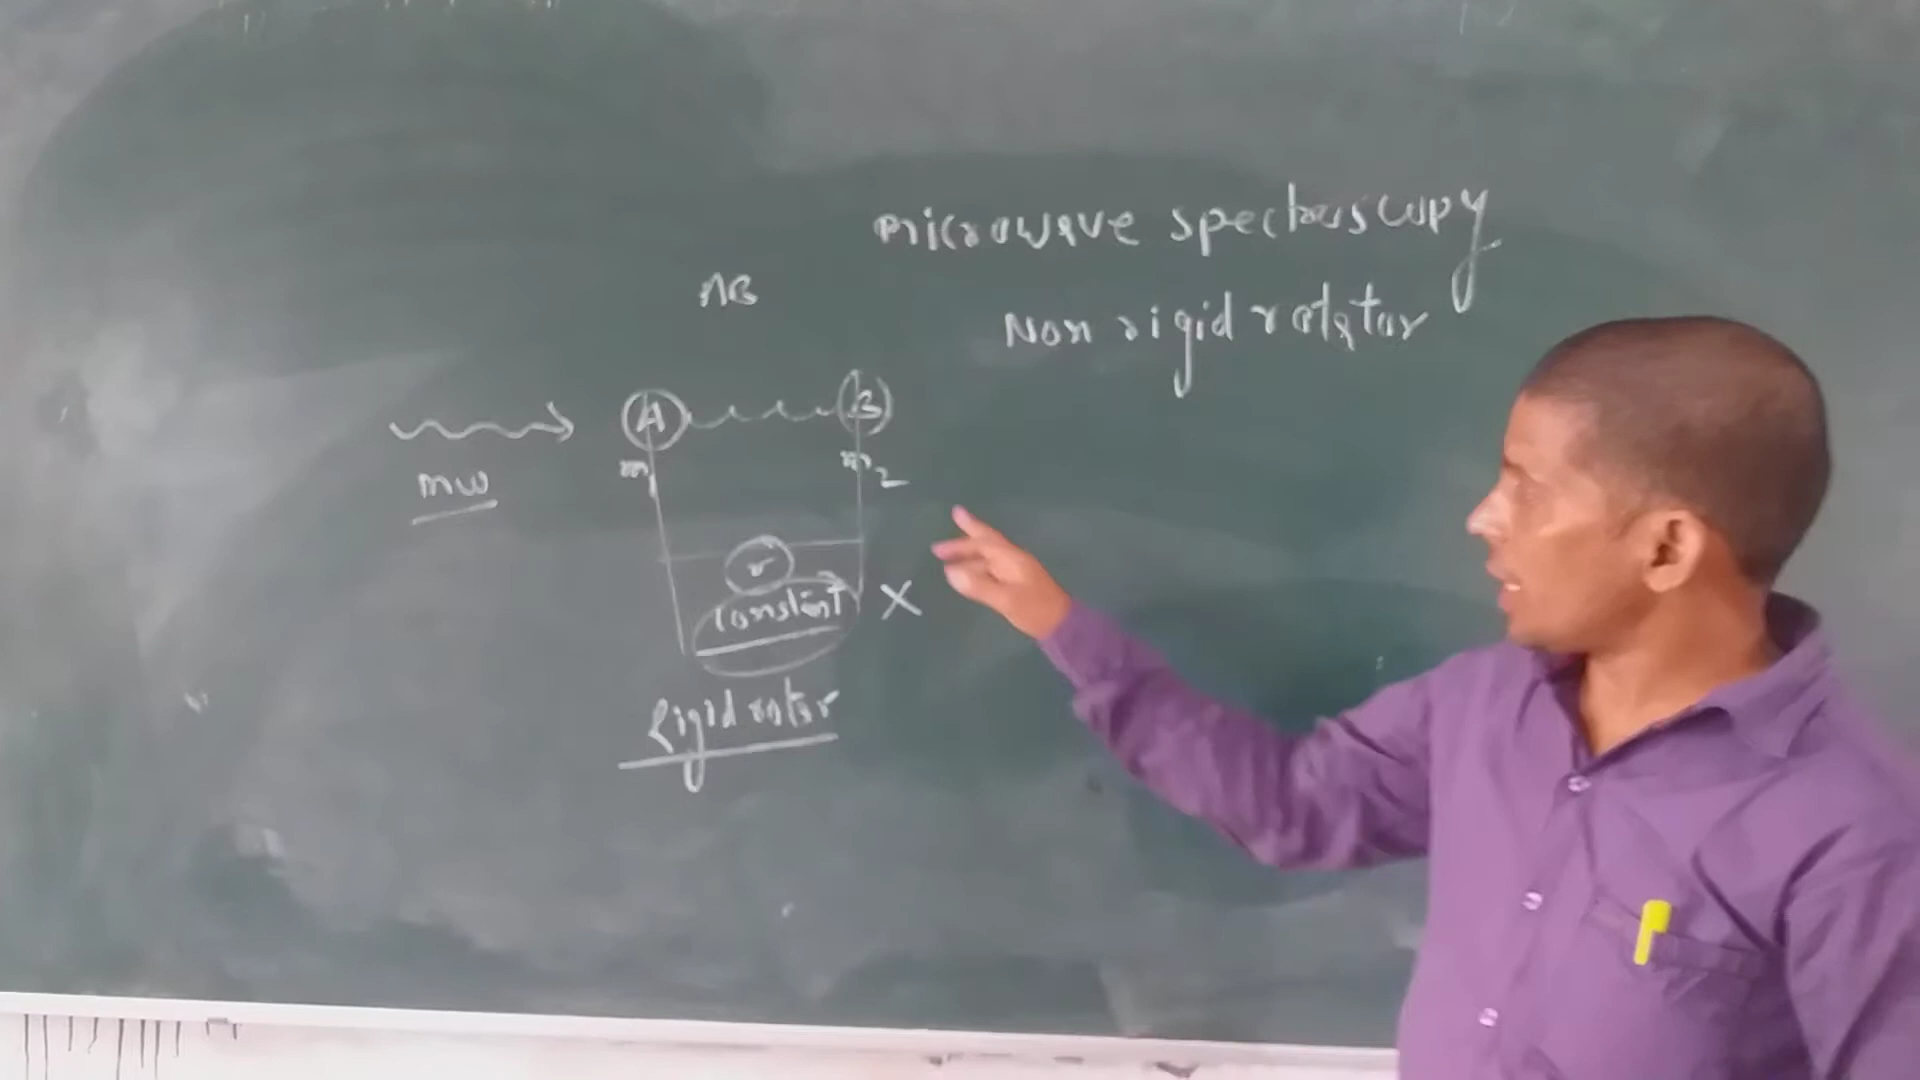 microwave spectroscopy
Non rigid rotator
AB
A B
mw
m1 m2
r
constant X
Rigid rotor